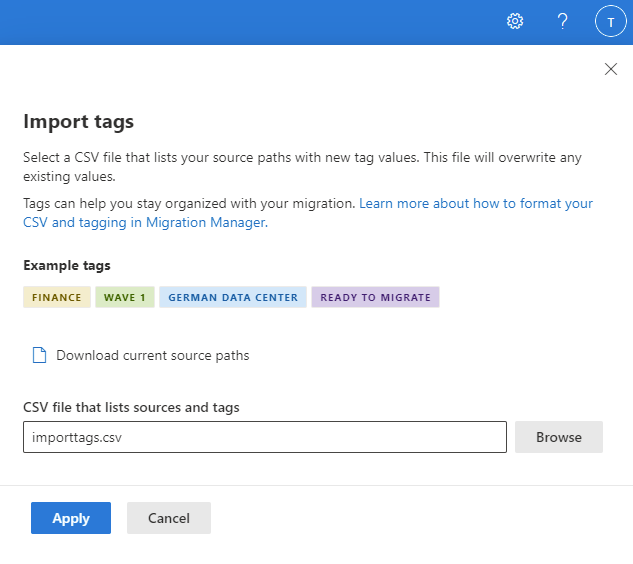 ?
T
Import tags
Select a CSV file that lists your source paths with new tag values. This file will overwrite any
existing values.
Tags can help you stay organized with your migration. Learn more about how to format your
CSV and tagging in Migration Manager.
Example tags
FINANCE WAVE 1 GERMAN DATA CENTER READY TO MIGRATE
Download current source paths
CSV file that lists sources and tags
importtags.csv Browse
Apply Cancel